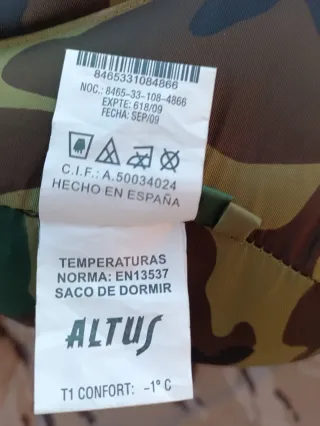 8465331084866
NOC.: 8465-33-108-4866
EXPTE: 618/09
FECHA: SEP/09
C.I.F.: A.50034024
HECHO EN ESPAÑA
TEMPERATURAS
NORMA: EN13537
SACO DE DORMIR
ALTUS
T1 CONFORT: -1° C